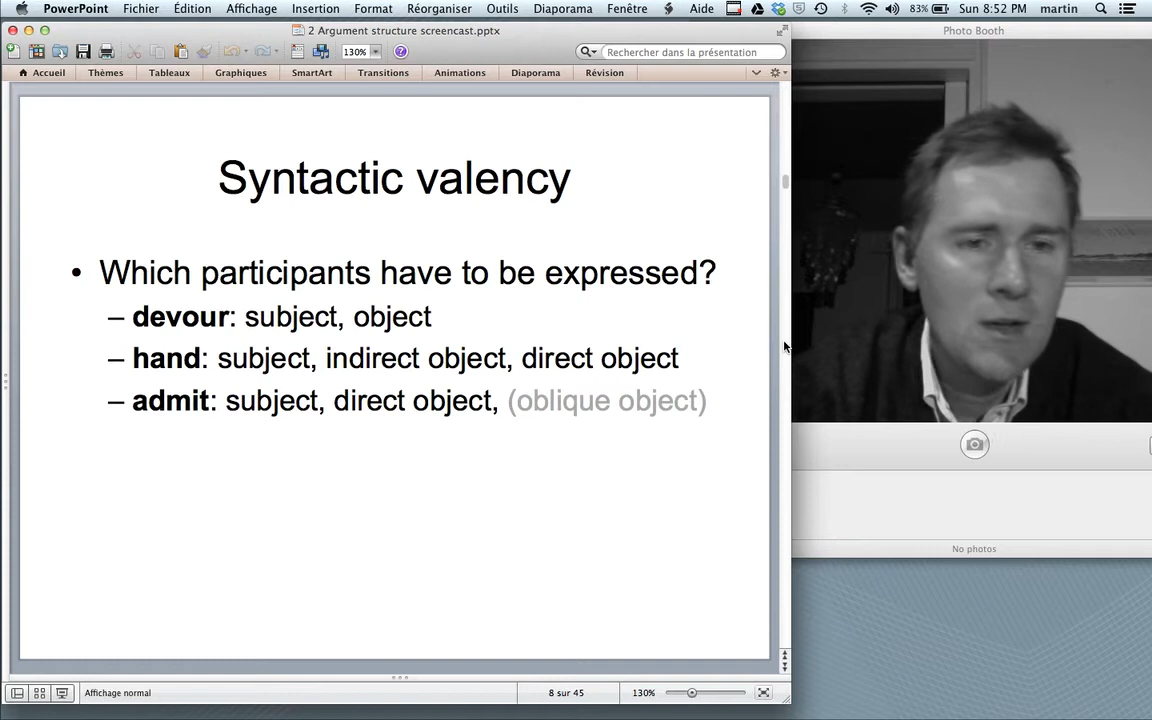 PowerPoint Fichier Édition Affichage Insertion Format Réorganiser Outils Diaporama Fenêtre Aide 83% Sun 8:52 PM martin
2 Argument structure screencast.pptx
Photo Booth
130% Rechercher dans la présentation
Accueil Thèmes Tableaux Graphiques SmartArt Transitions Animations Diaporama Révision
Syntactic valency
• Which participants have to be expressed?
– devour: subject, object
– hand: subject, indirect object, direct object
– admit: subject, direct object, (oblique object)
No photos
Affichage normal 8 sur 45 130%